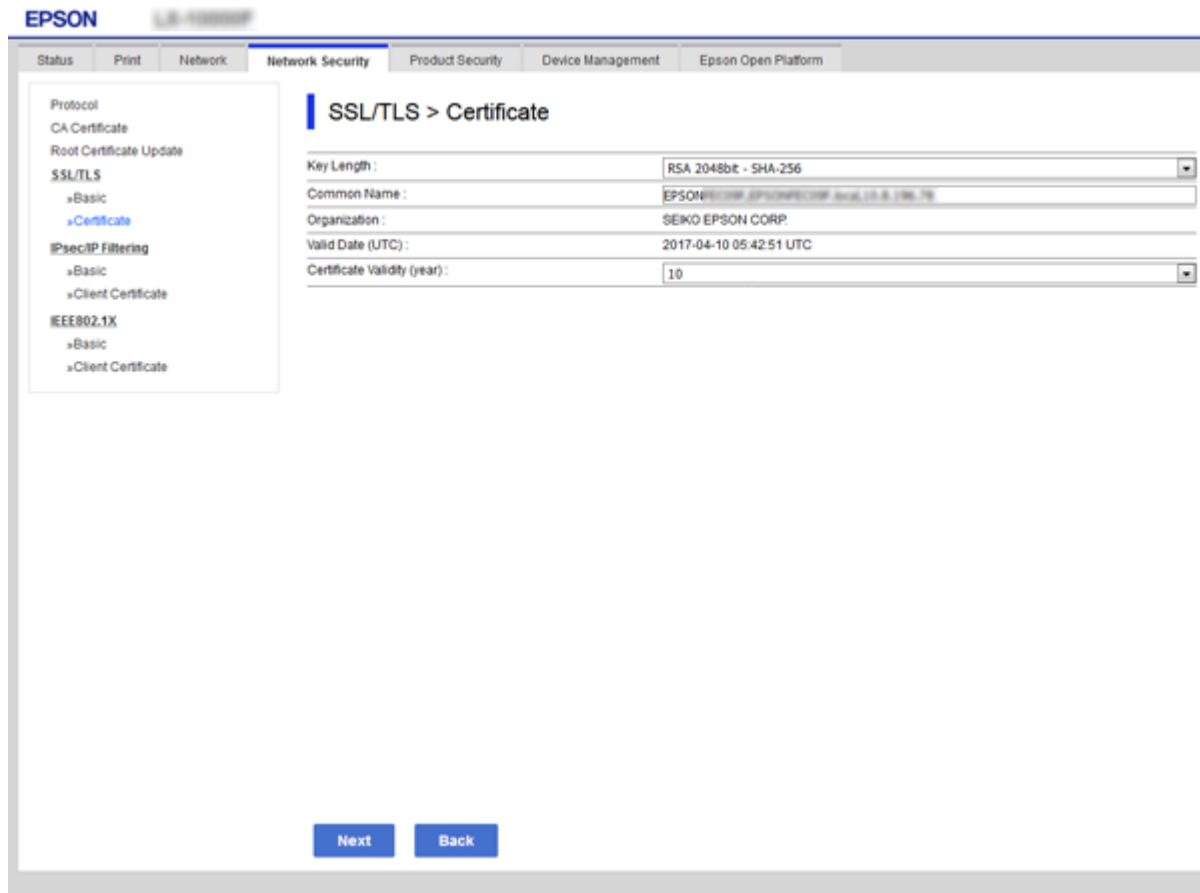 EPSON
Status Print Network Network Security Product Security Device Management Epson Open Platform
Protocol
CA Certificate
Root Certificate Update
SSL/TLS
»Basic
»Certificate
IPsec/IP Filtering
»Basic
»Client Certificate
IEEE802.1X
»Basic
»Client Certificate
SSL/TLS > Certificate
Key Length : RSA 2048bit - SHA-256
Common Name : EPSON
Organization : SEIKO EPSON CORP.
Valid Date (UTC) : 2017-04-10 05:42:51 UTC
Certificate Validity (year) : 10
Next Back